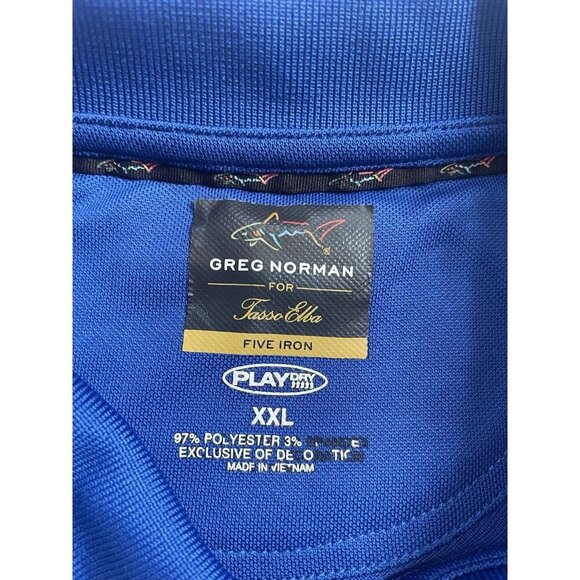 GREG NORMAN
FOR
Tasso Elba
FIVE IRON
PLAYDRY
XXL
97% POLYESTER 3%
EXCLUSIVE OF
MADE IN VIETNAM